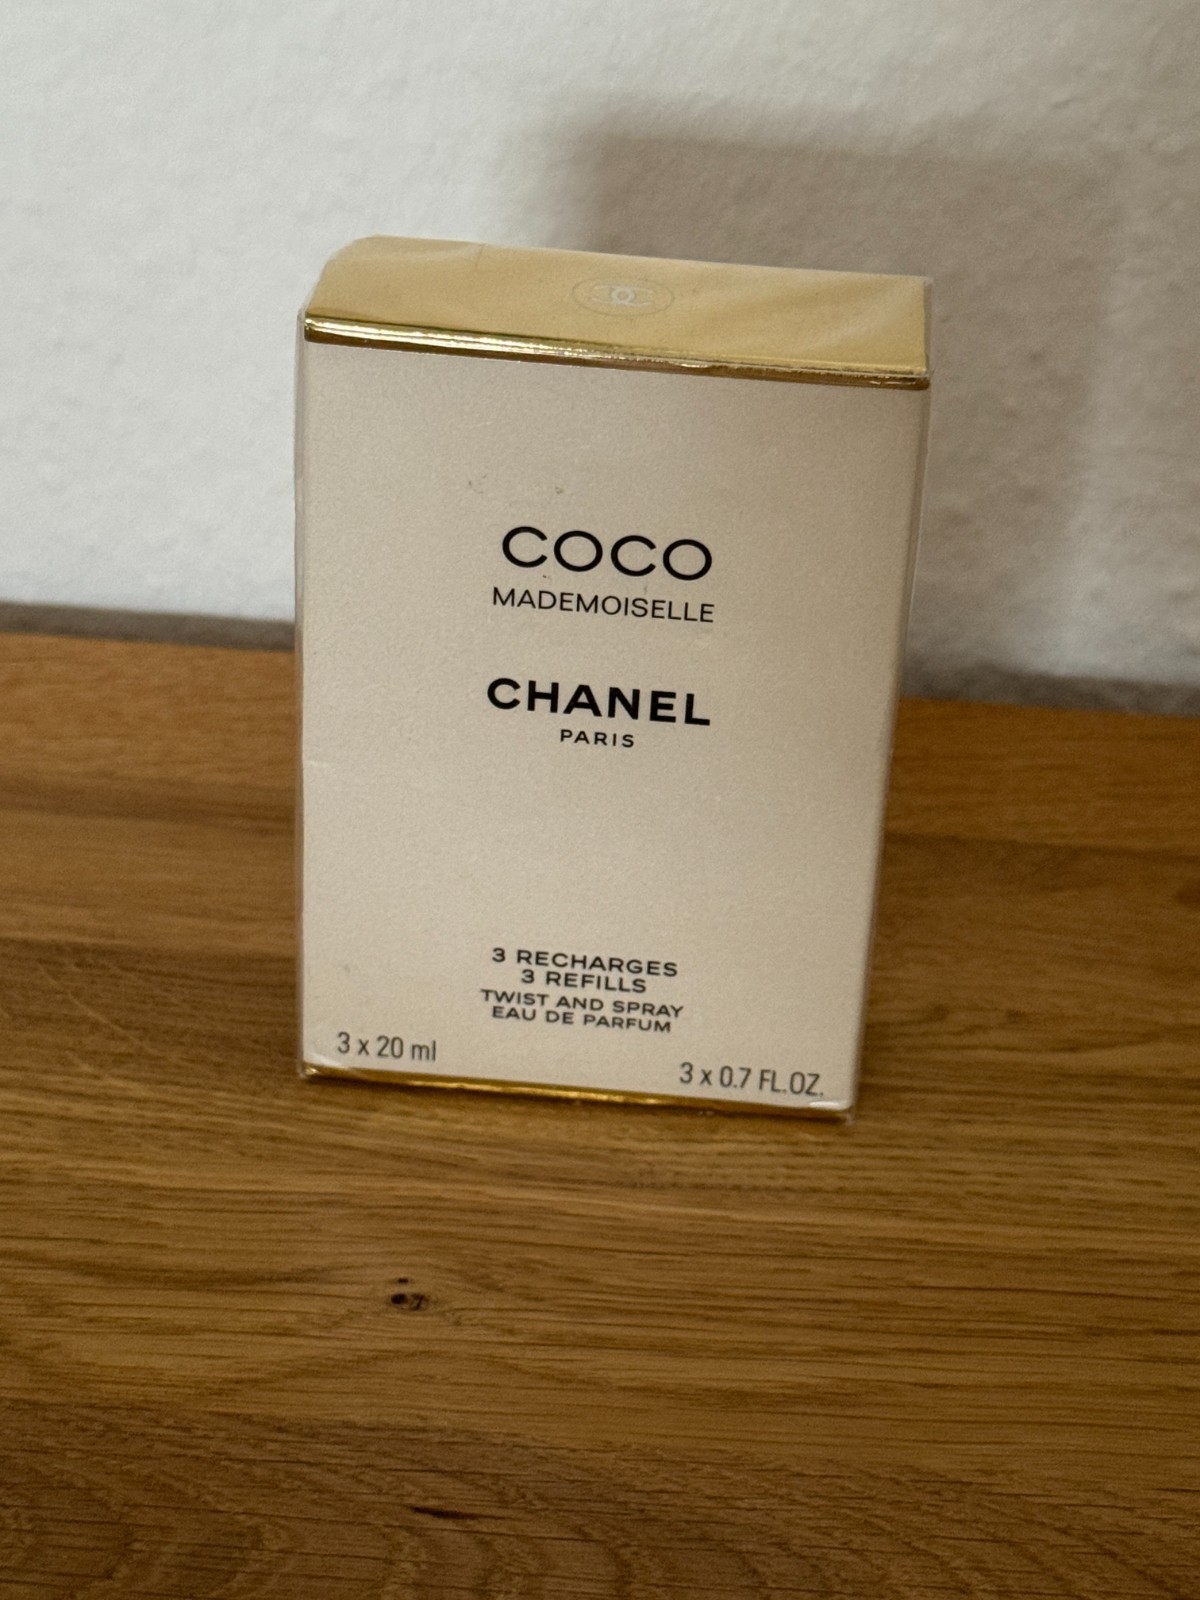 COCO
MADEMOISELLE
CHANEL
PARIS
3 RECHARGES
3 REFILLS
TWIST AND SPRAY
EAU DE PARFUM
3 x 20 ml
3 x 0.7 FL.OZ.